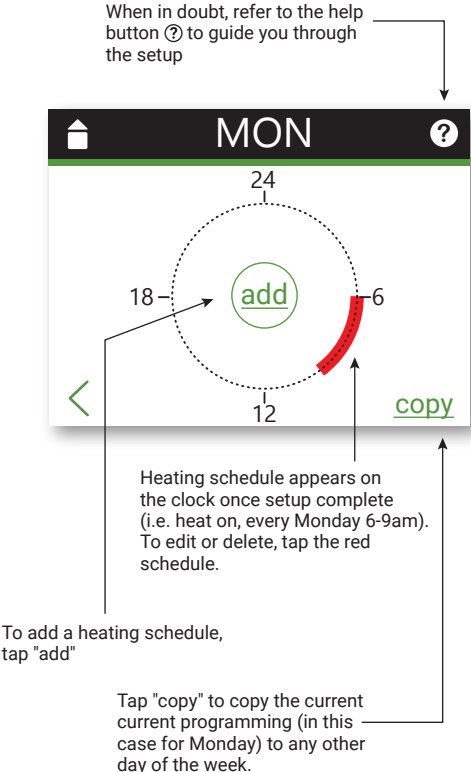 When in doubt, refer to the help
button ? to guide you through
the setup
MON
?
24
18
add
6
12
copy
Heating schedule appears on
the clock once setup complete
(i.e. heat on, every Monday 6-9am).
To edit or delete, tap the red
schedule.
To add a heating schedule,
tap "add"
Tap "copy" to copy the current
current programming (in this
case for Monday) to any other
day of the week.